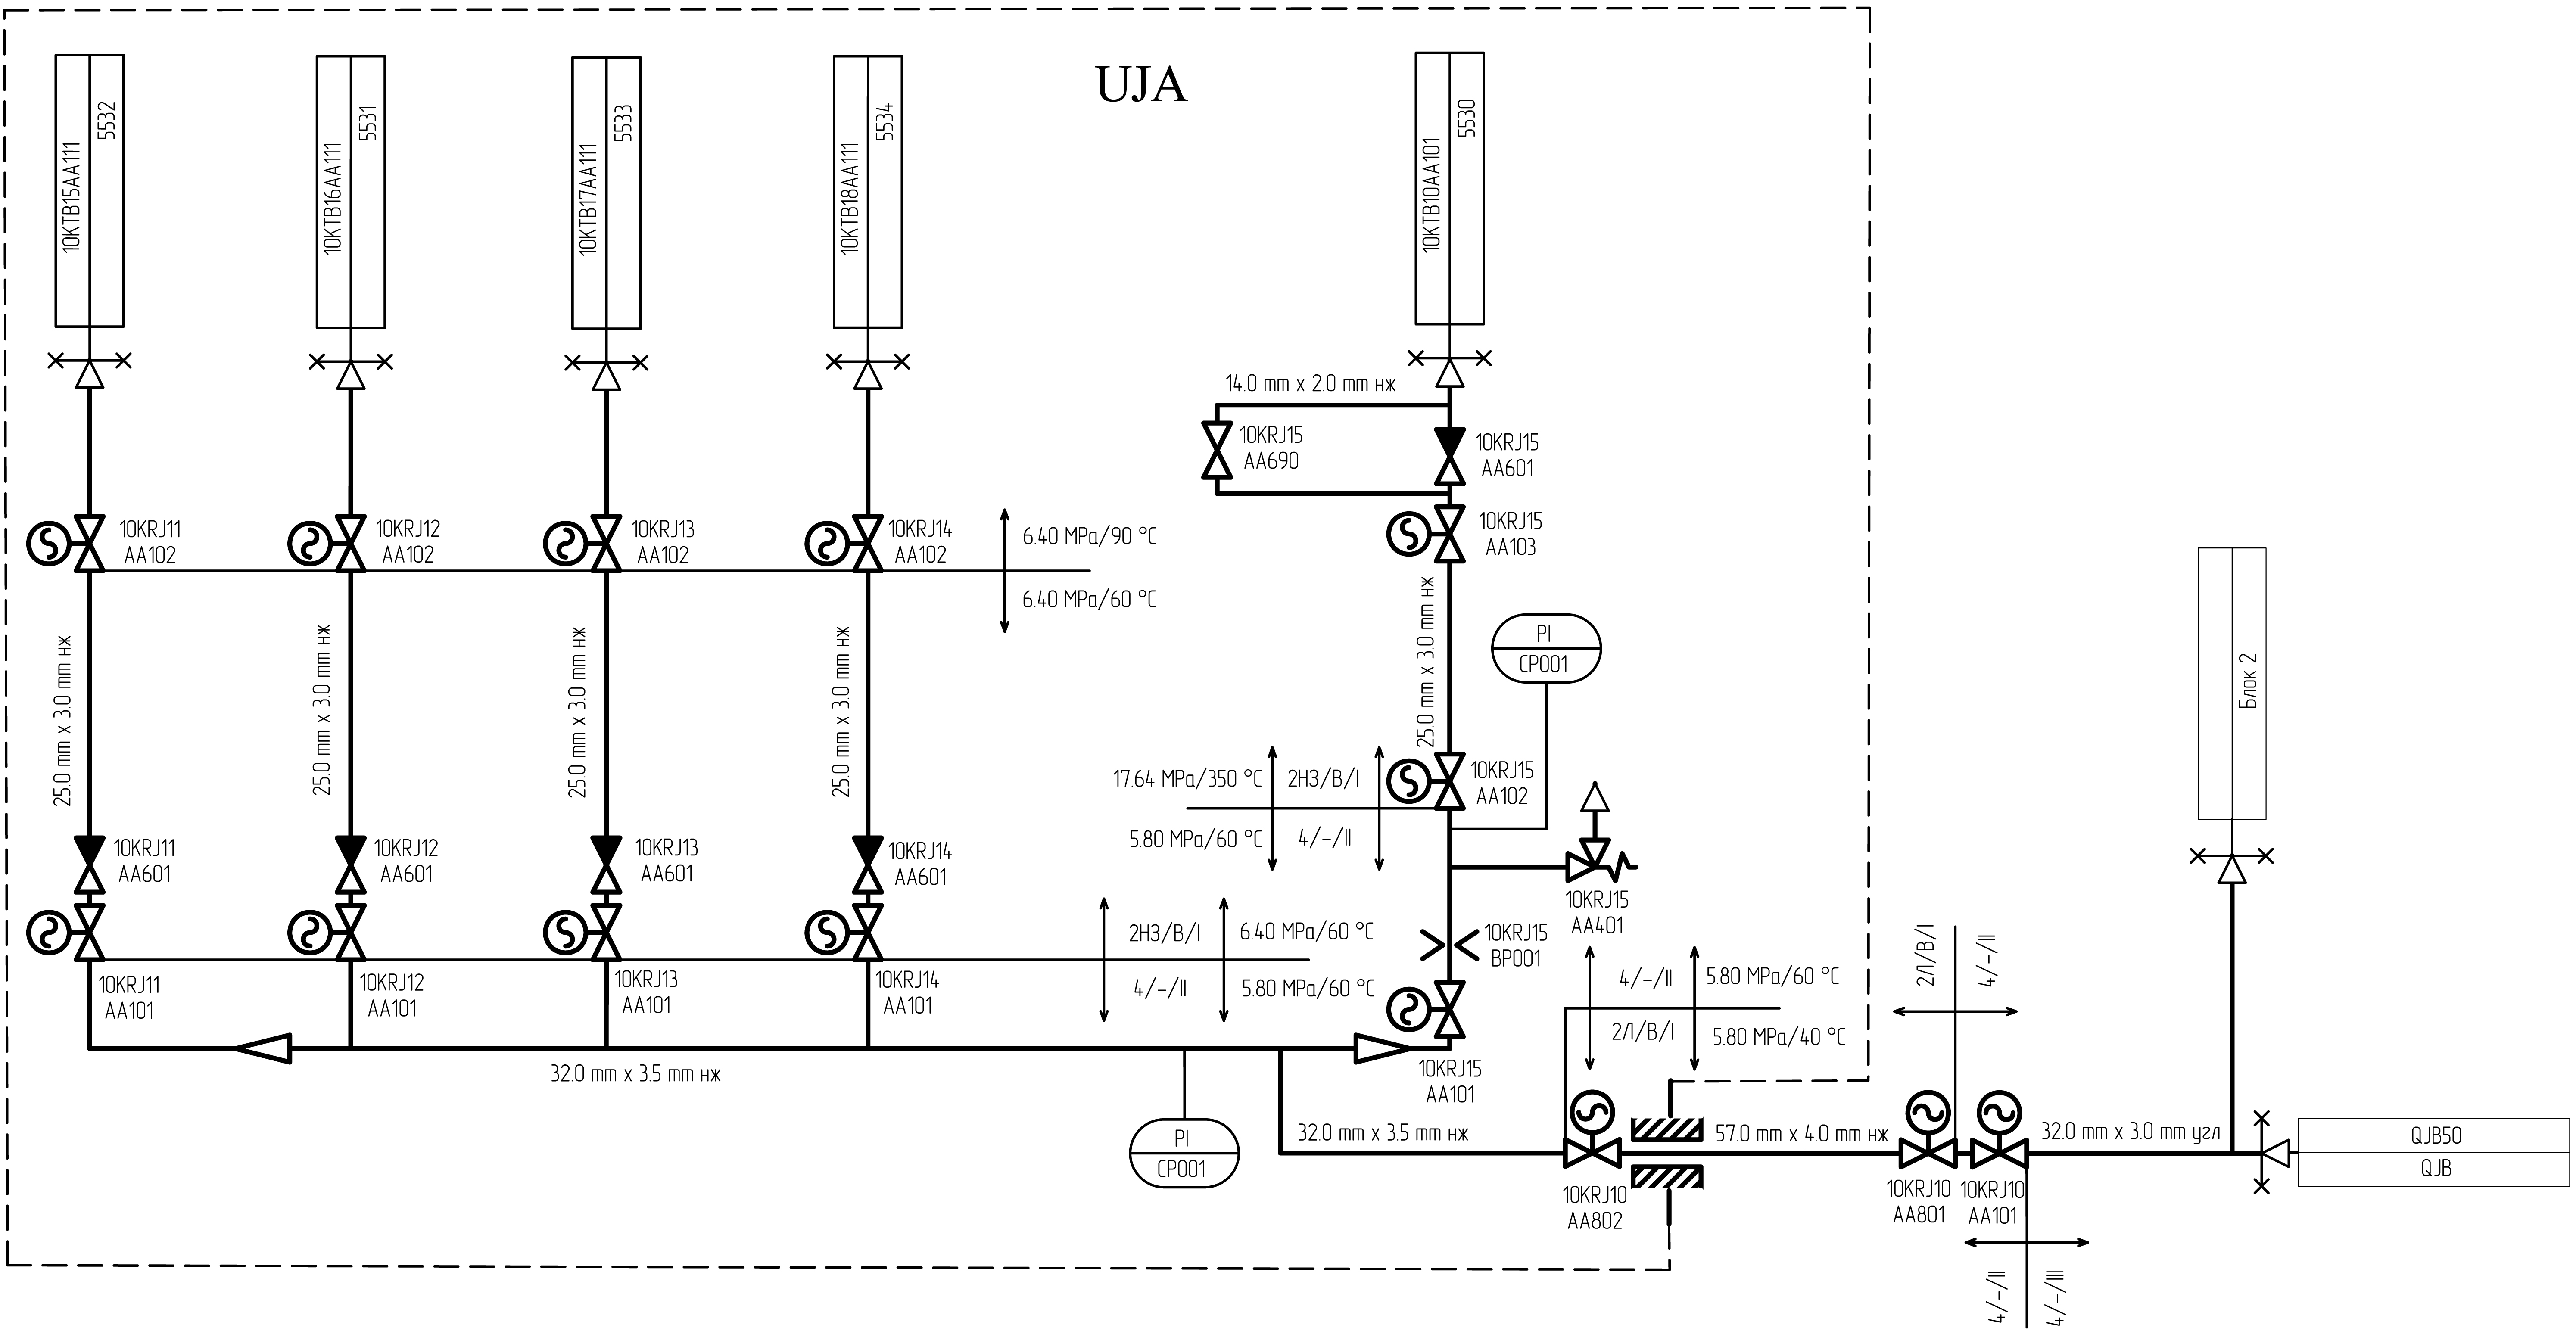 UJA
10KTB15AA111
5532
10KTB16AA111
5531
10KTB17AA111
5533
10KTB18AA111
5534
10KTB10AA101
5530
14.0 mm x 2.0 mm нж
10KRJ15
AA690
10KRJ15
AA601
10KRJ11
AA102
10KRJ12
AA102
10KRJ13
AA102
10KRJ14
AA102
6.40 MPa/90 °C
6.40 MPa/60 °C
10KRJ15
AA103
25.0 mm x 3.0 mm нж
25.0 mm x 3.0 mm нж
25.0 mm x 3.0 mm нж
25.0 mm x 3.0 mm нж
25.0 mm x 3.0 mm нж
PI
CP001
Блок 2
17.64 MPa/350 °C
2НЗ/В/I
5.80 MPa/60 °C
4/-/II
10KRJ15
AA102
10KRJ11
AA601
10KRJ12
AA601
10KRJ13
AA601
10KRJ14
AA601
10KRJ15
AA401
2НЗ/В/I
6.40 MPa/60 °C
4/-/II
5.80 MPa/60 °C
10KRJ15
BP001
10KRJ11
AA101
10KRJ12
AA101
10KRJ13
AA101
10KRJ14
AA101
4/-/II
5.80 MPa/60 °C
2Л/В/I
5.80 MPa/40 °C
2Л/В/I
4/-/II
32.0 mm x 3.5 mm нж
10KRJ15
AA101
PI
CP001
32.0 mm x 3.5 mm нж
57.0 mm x 4.0 mm нж
32.0 mm x 3.0 mm угл
QJB50
QJB
10KRJ10
AA802
10KRJ10
AA801
10KRJ10
AA101
4/-/II
4/-/III